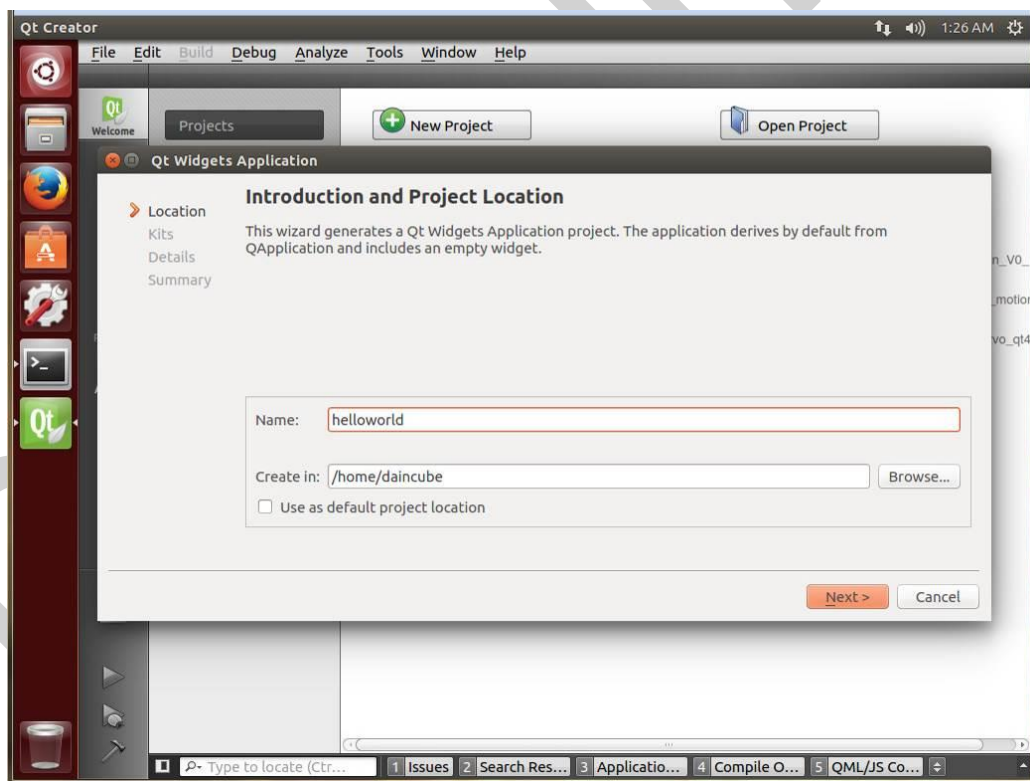 Qt Creator
1:26 AM
File Edit Build Debug Analyze Tools Window Help
Qt
Welcome
Projects
New Project
Open Project
Qt Widgets Application
Location
Kits
Details
Summary
Introduction and Project Location
This wizard generates a Qt Widgets Application project. The application derives by default from
QApplication and includes an empty widget.
n_V0_
_motion
vo_qt4
Name: helloworld
Create in: /home/daincube
Browse...
Use as default project location
Next >
Cancel
Qt
Type to locate (Ctr...
1 Issues 2 Search Res... 3 Applicatio... 4 Compile O... 5 QML/JS Co...